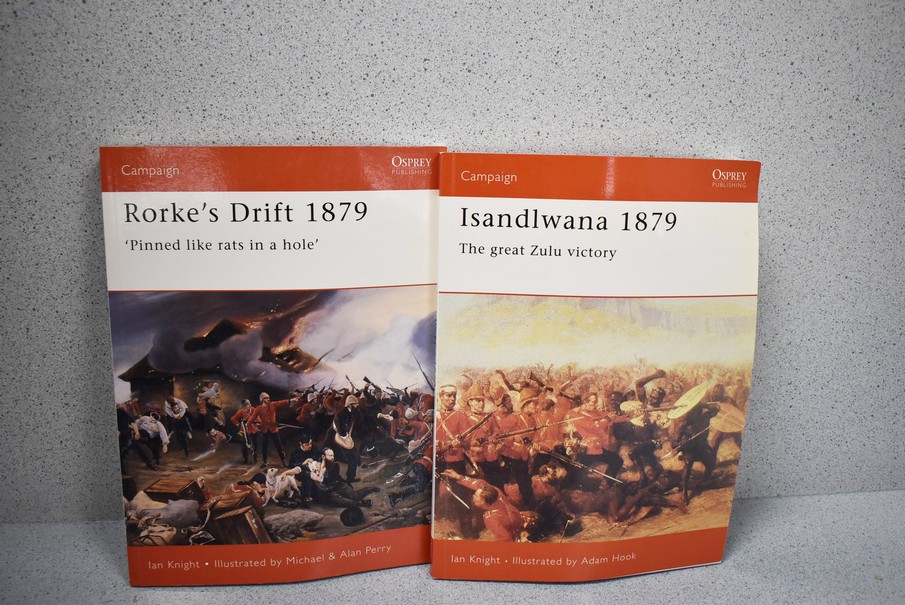 Campaign
OSPREY
PUBLISHING
Rorke's Drift 1879
'Pinned like rats in a hole'
Ian Knight • Illustrated by Michael & Alan Perry
Campaign
OSPREY
PUBLISHING
Isandlwana 1879
The great Zulu victory
Ian Knight • Illustrated by Adam Hook